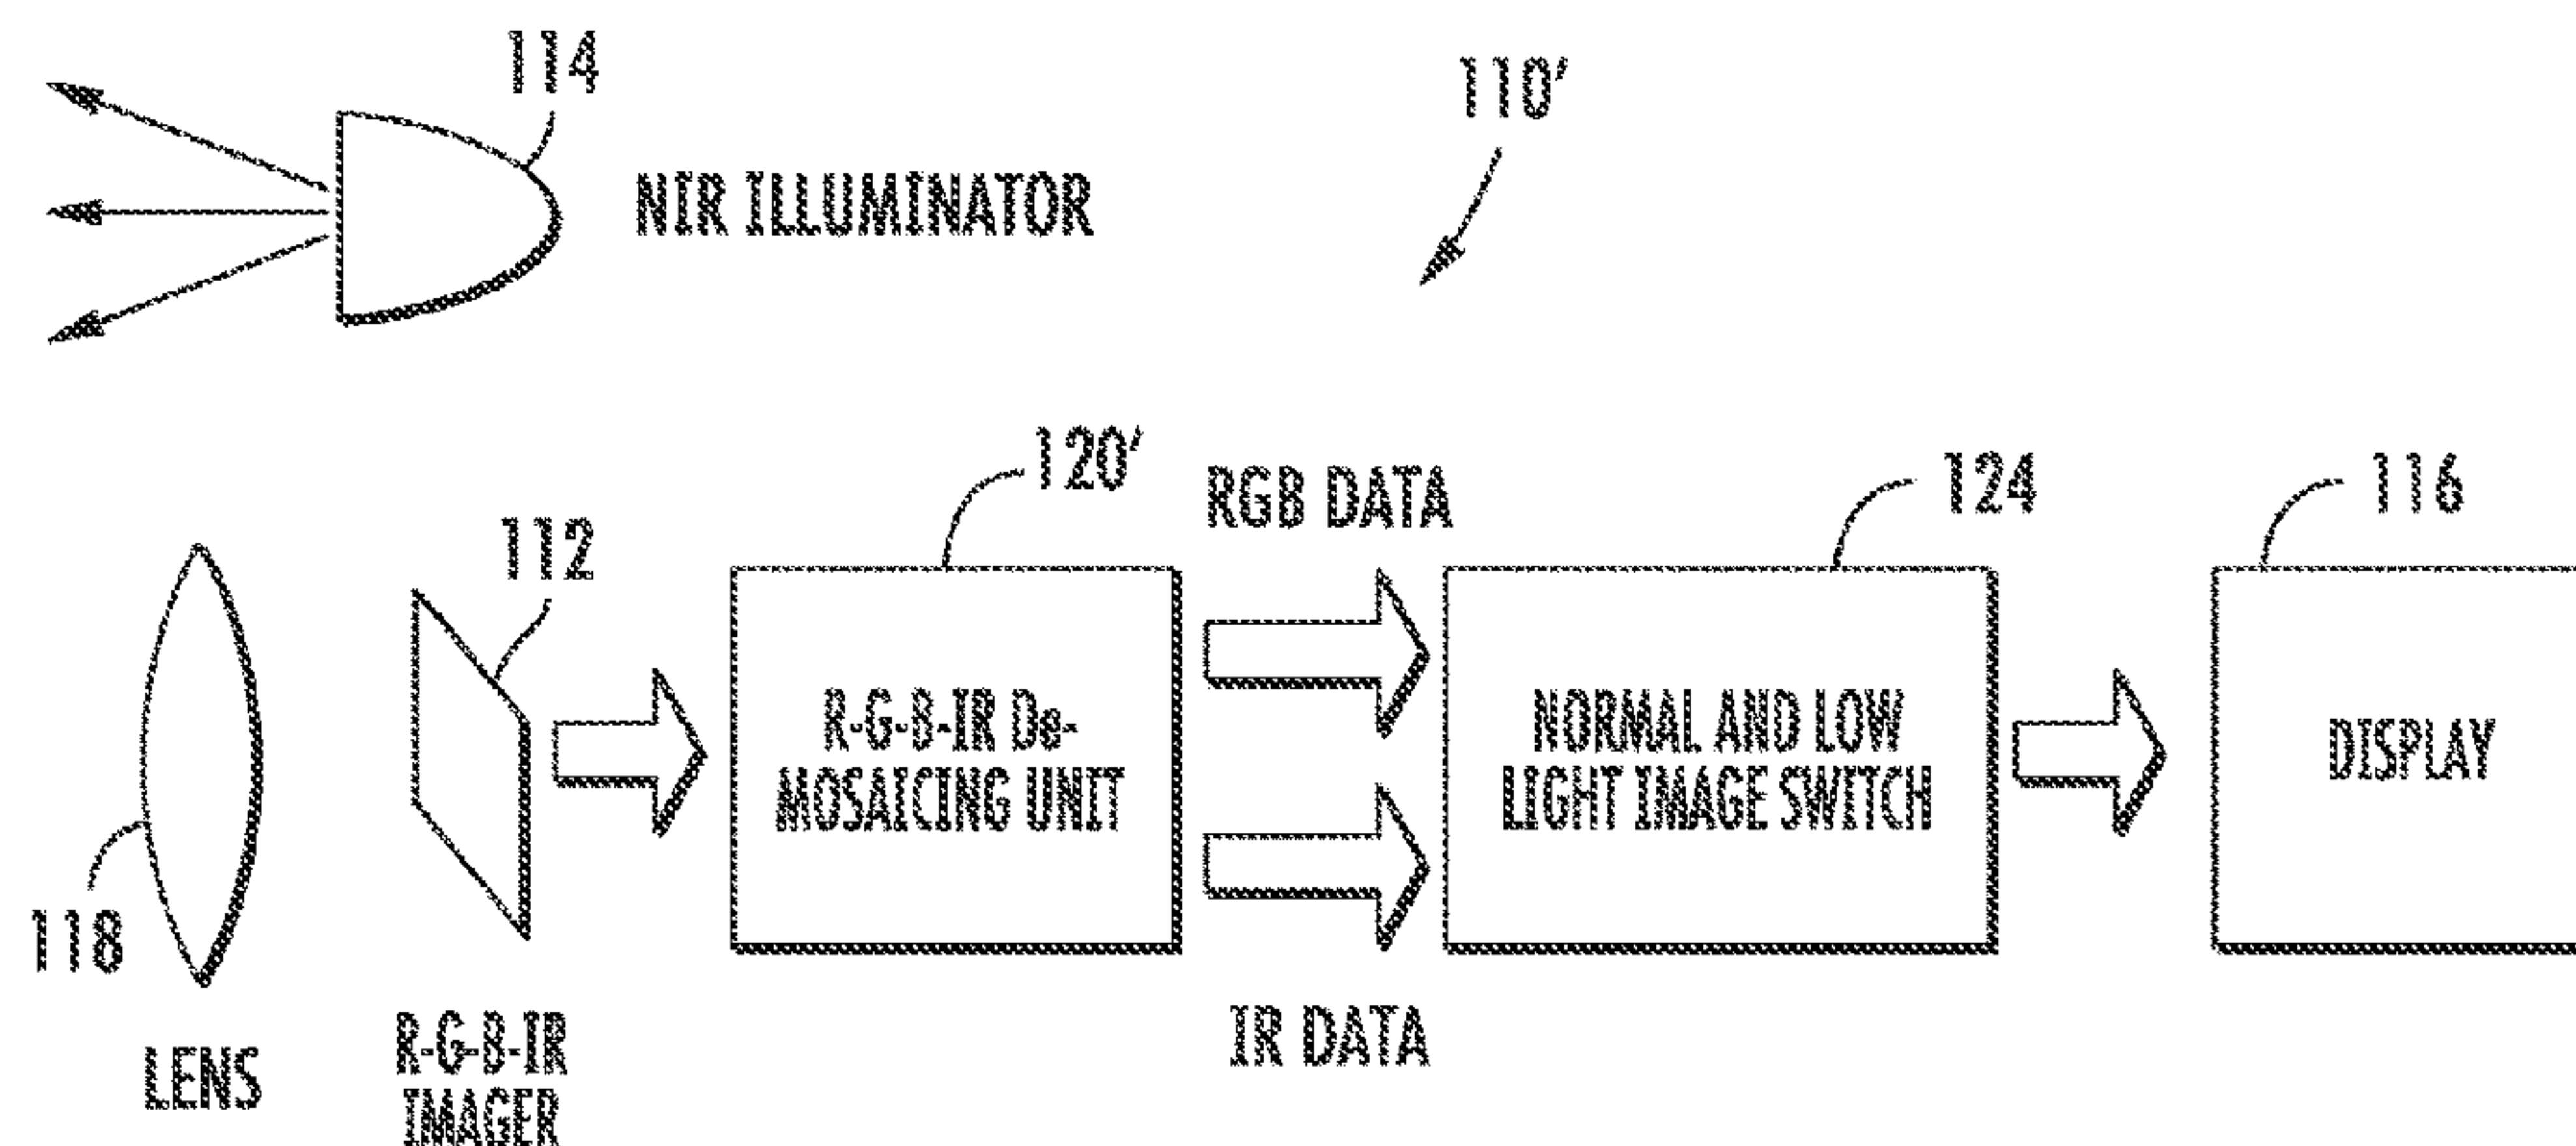 114
110′
NIR ILLUMINATOR
120′
RGB DATA
124
116
112
R-G-B-IR De-
MOSAICING UNIT
NORMAL AND LOW
LIGHT IMAGE SWITCH
DISPLAY
118
LENS
R-G-B-IR
IMAGER
IR DATA